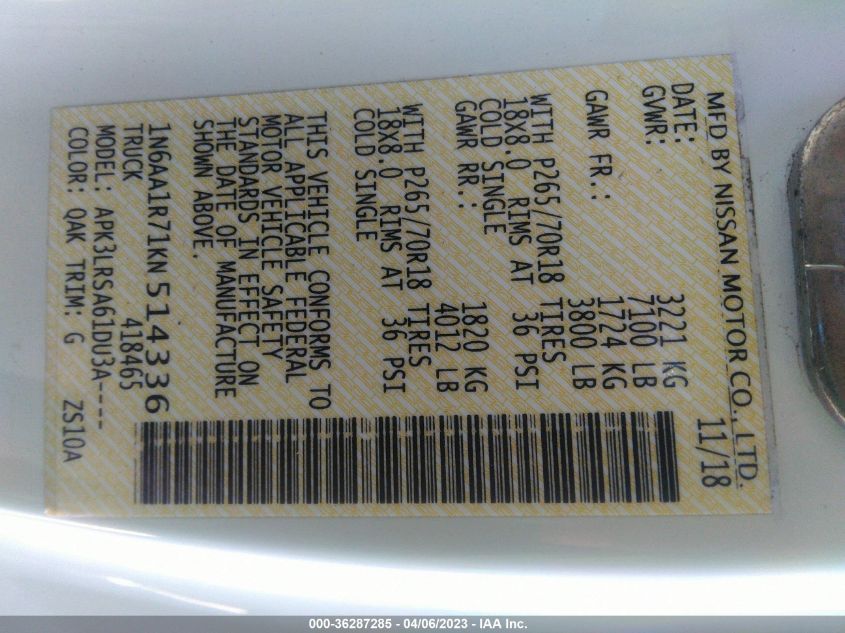 MFD BY NISSAN MOTOR CO., LTD.
DATE: 11/18
GVWR: 3221 KG
7100 LB
GAWR FR.: 1724 KG
3800 LB
WITH P265/70R18 TIRES
18X8.0 RIMS AT 36 PSI
COLD SINGLE
GAWR RR.: 1820 KG
4012 LB
WITH P265/70R18 TIRES
18X8.0 RIMS AT 36 PSI
COLD SINGLE
THIS VEHICLE CONFORMS TO
ALL APPLICABLE FEDERAL
MOTOR VEHICLE SAFETY
STANDARDS IN EFFECT ON
THE DATE OF MANUFACTURE
SHOWN ABOVE.
1N6AA1R71KN514336
TRUCK 418465
MODEL: APK3LRSA61DU3A----
COLOR: QAK TRIM: G ZS10A
000-36287285 - 04/06/2023 - IAA Inc.